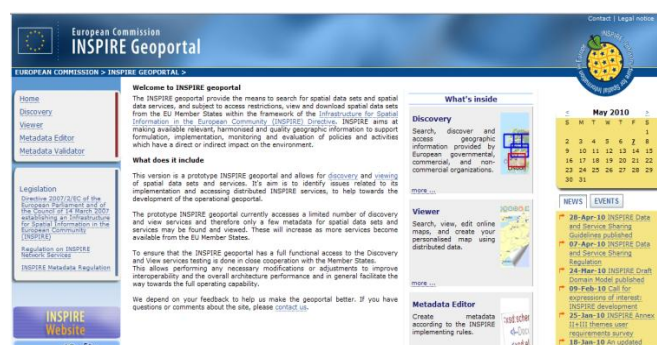 Contact | Legal notice
European Commission
INSPIRE Geoportal
EUROPEAN COMMISSION > INSPIRE GEOPORTAL >
Home
Discovery
Viewer
Metadata Editor
Metadata Validator
Legislation
Directive 2007/2/EC of the
European Parliament and of
the Council of 14 March 2007
establishing an Infrastructure
for Spatial Information in the
European Community
(INSPIRE)
Regulation on INSPIRE
Network Services
INSPIRE Metadata Regulation
INSPIRE
Website
Welcome to INSPIRE geoportal
The INSPIRE geoportal provide the means to search for spatial data sets and spatial
data services, and subject to access restrictions, view and download spatial data sets
from the EU Member States within the framework of the Infrastructure for Spatial
Information in the European Community (INSPIRE) Directive. INSPIRE aims at
making available relevant, harmonised and quality geographic information to support
formulation, implementation, monitoring and evaluation of policies and activities
which have a direct or indirect impact on the environment.
What does it include
This version is a prototype INSPIRE geoportal and allows for discovery and viewing
of spatial data sets and services. It's aim is to identify issues related to its
implementation and accessing distributed INSPIRE services, to help towards the
development of the operational geoportal.
The prototype INSPIRE geoportal currently accesses a limited number of discovery
and view services and therefore only a few metadata for spatial data sets and
services may be found and viewed. These will increase as more services become
available from the EU Member States.
To ensure that the INSPIRE geoportal has a full functional access to the Discovery
and View services testing is done in close cooperation with the Member States.
This allows performing any necessary modifications or adjustments to improve
interoperability and the overall architecture performance and in general facilitate the
way towards the full operating capability.
We depend on your feedback to help us make the geoportal better. If you have
questions or comments about the site, please contact us.
What's inside
Discovery
Search, discover and
access geographic
information provided by
European governmental,
commercial, and non-
commercial organizations.
more ...
Viewer
Search, view, edit online
maps, and create your
personalised map using
distributed data.
more ...
Metadata Editor
Create metadata
according to the INSPIRE
implementing rules.
May 2010
S M T W T F S
1
2 3 4 5 6 7 8
9 10 11 12 13 14 15
16 17 18 19 20 21 22
23 24 25 26 27 28 29
30 31
NEWS EVENTS
28-Apr-10 INSPIRE Data
and Service Sharing
Guidelines published
07-Apr-10 INSPIRE Data
and Service Sharing
Regulation
24-Mar-10 INSPIRE Draft
Domain Model published
09-Feb-10 Call for
expressions of interest:
INSPIRE development
25-Jan-10 INSPIRE Annex
II+III themes user
requirements survey
18-Jan-10 An updated